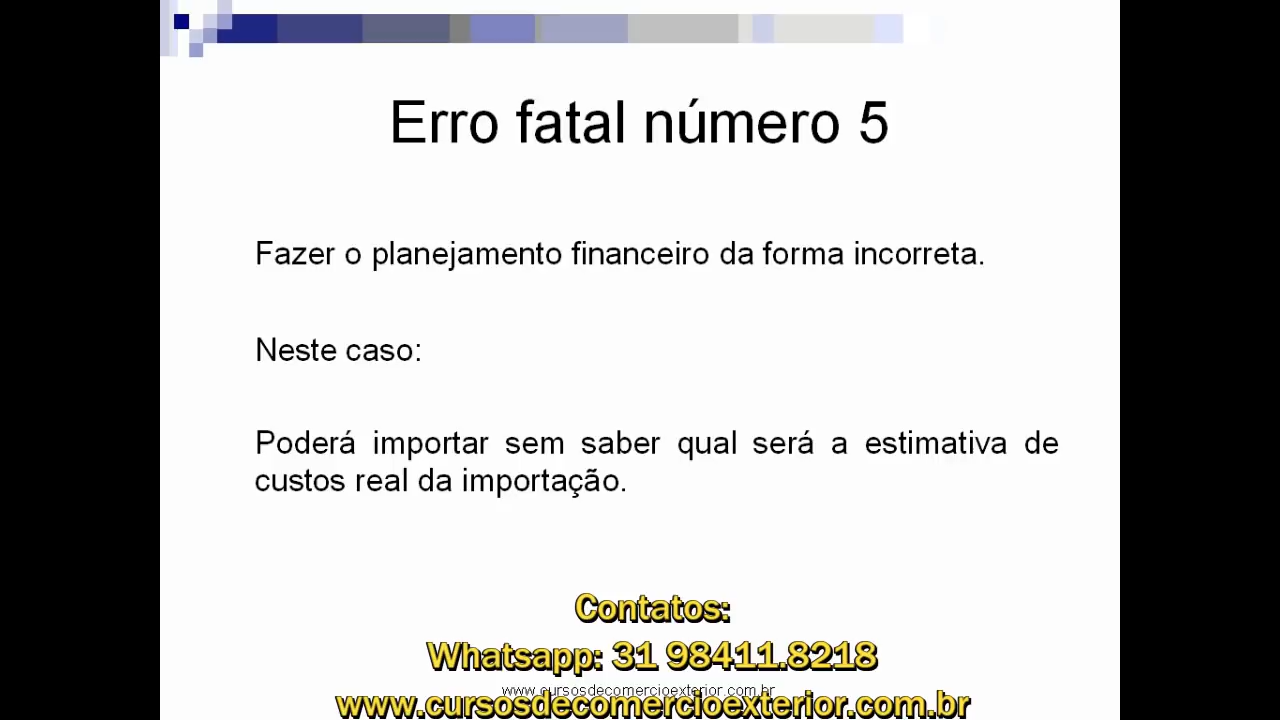 Erro fatal número 5
Fazer o planejamento financeiro da forma incorreta.
Neste caso:
Poderá importar sem saber qual será a estimativa de
custos real da importação.
Contatos:
Whatsapp: 31 98411.8218
www.cursosdecomercioexterior.com.br
www.cursosdecomercioexterior.com.br